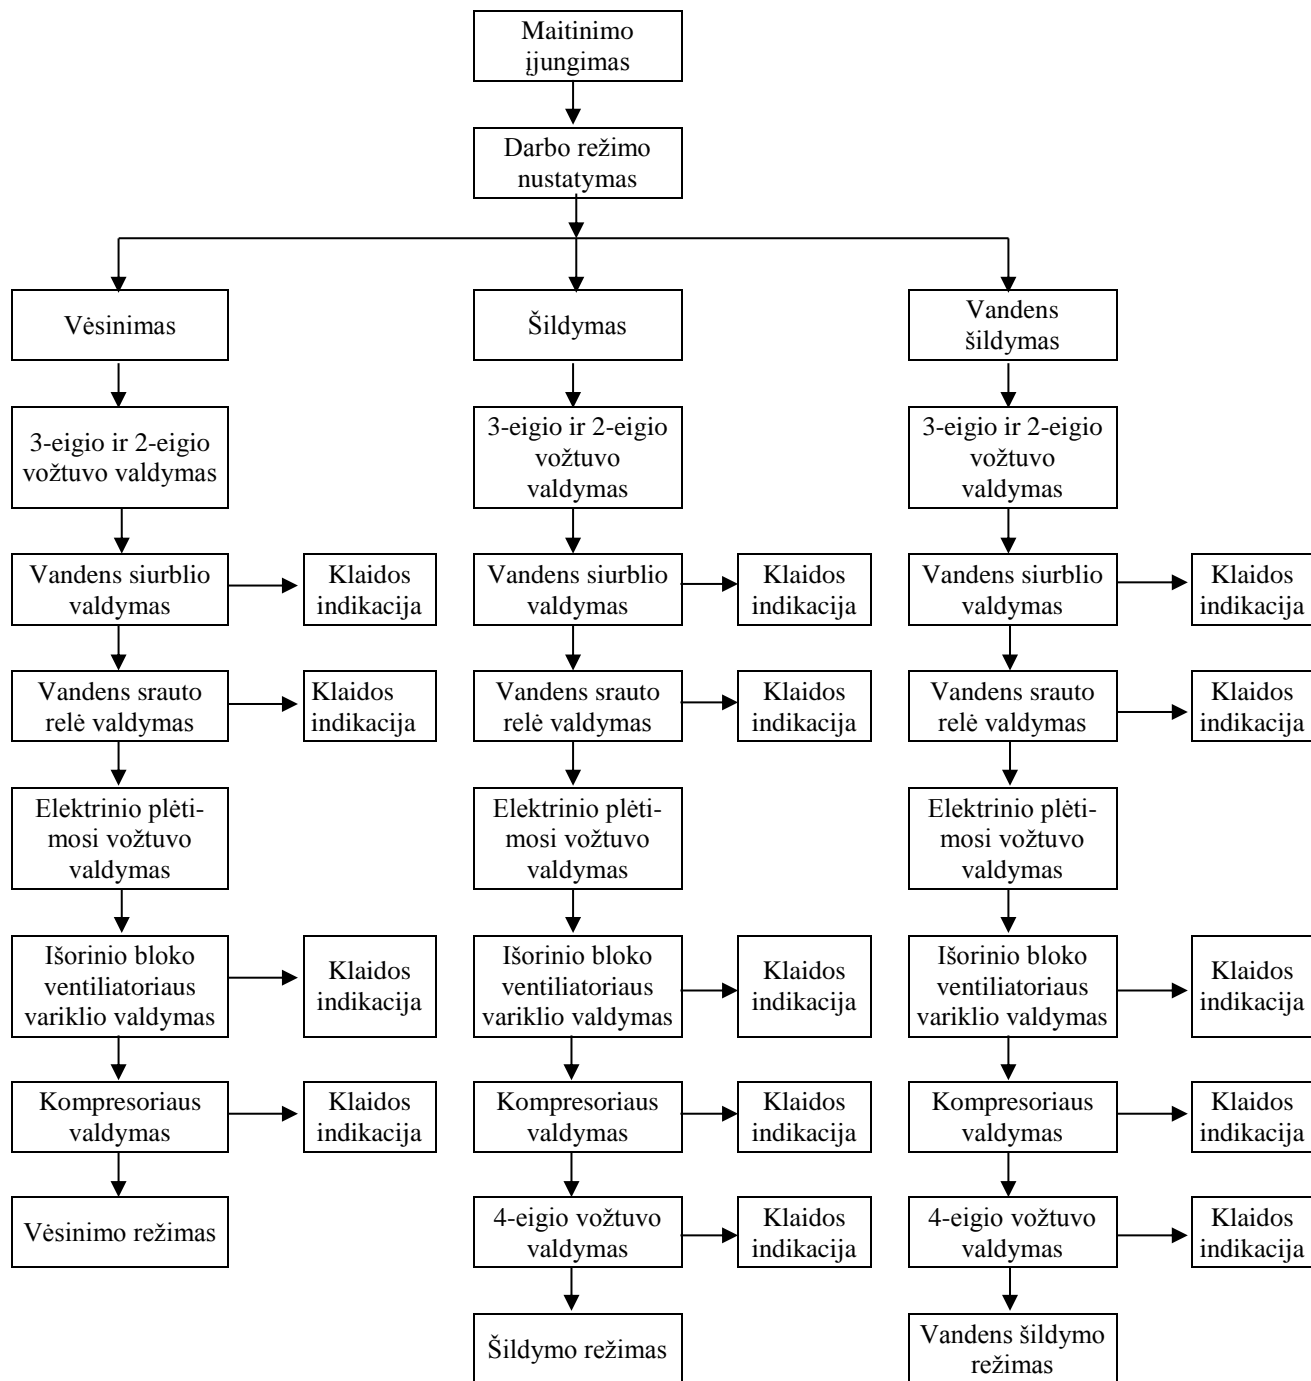 Maitinimo
įjungimas
Darbo režimo
nustatymas
Vėsinimas
Šildymas
Vandens
šildymas
3-eigio ir 2-eigio
vožtuvo valdymas
3-eigio ir 2-eigio
vožtuvo
valdymas
3-eigio ir 2-eigio
vožtuvo
valdymas
Vandens siurblio
valdymas
Klaidos
indikacija
Vandens siurblio
valdymas
Klaidos
indikacija
Vandens siurblio
valdymas
Klaidos
indikacija
Vandens srauto
relė valdymas
Klaidos
indikacija
Vandens srauto
relė valdymas
Klaidos
indikacija
Vandens srauto
relė valdymas
Klaidos
indikacija
Elektrinio plėti-
mosi vožtuvo
valdymas
Elektrinio plėti-
mosi vožtuvo
valdymas
Elektrinio plėti-
mosi vožtuvo
valdymas
Išorinio bloko
ventiliatoriaus
variklio valdymas
Klaidos
indikacija
Išorinio bloko
ventiliatoriaus
variklio valdymas
Klaidos
indikacija
Išorinio bloko
ventiliatoriaus
variklio valdymas
Klaidos
indikacija
Kompresoriaus
valdymas
Klaidos
indikacija
Kompresoriaus
valdymas
Klaidos
indikacija
Kompresoriaus
valdymas
Klaidos
indikacija
Vėsinimo režimas
4-eigio vožtuvo
valdymas
Klaidos
indikacija
4-eigio vožtuvo
valdymas
Klaidos
indikacija
Šildymo režimas
Vandens šildymo
režimas